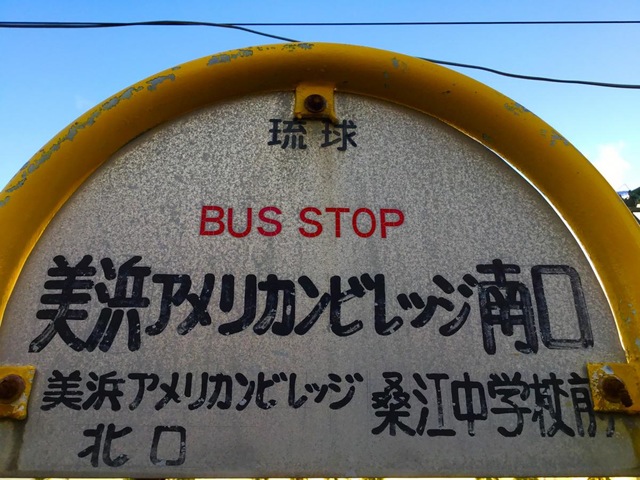 琉球
BUS STOP
美浜アメリカンビレッジ南口
美浜アメリカンビレッジ 桑江中学校前
北口